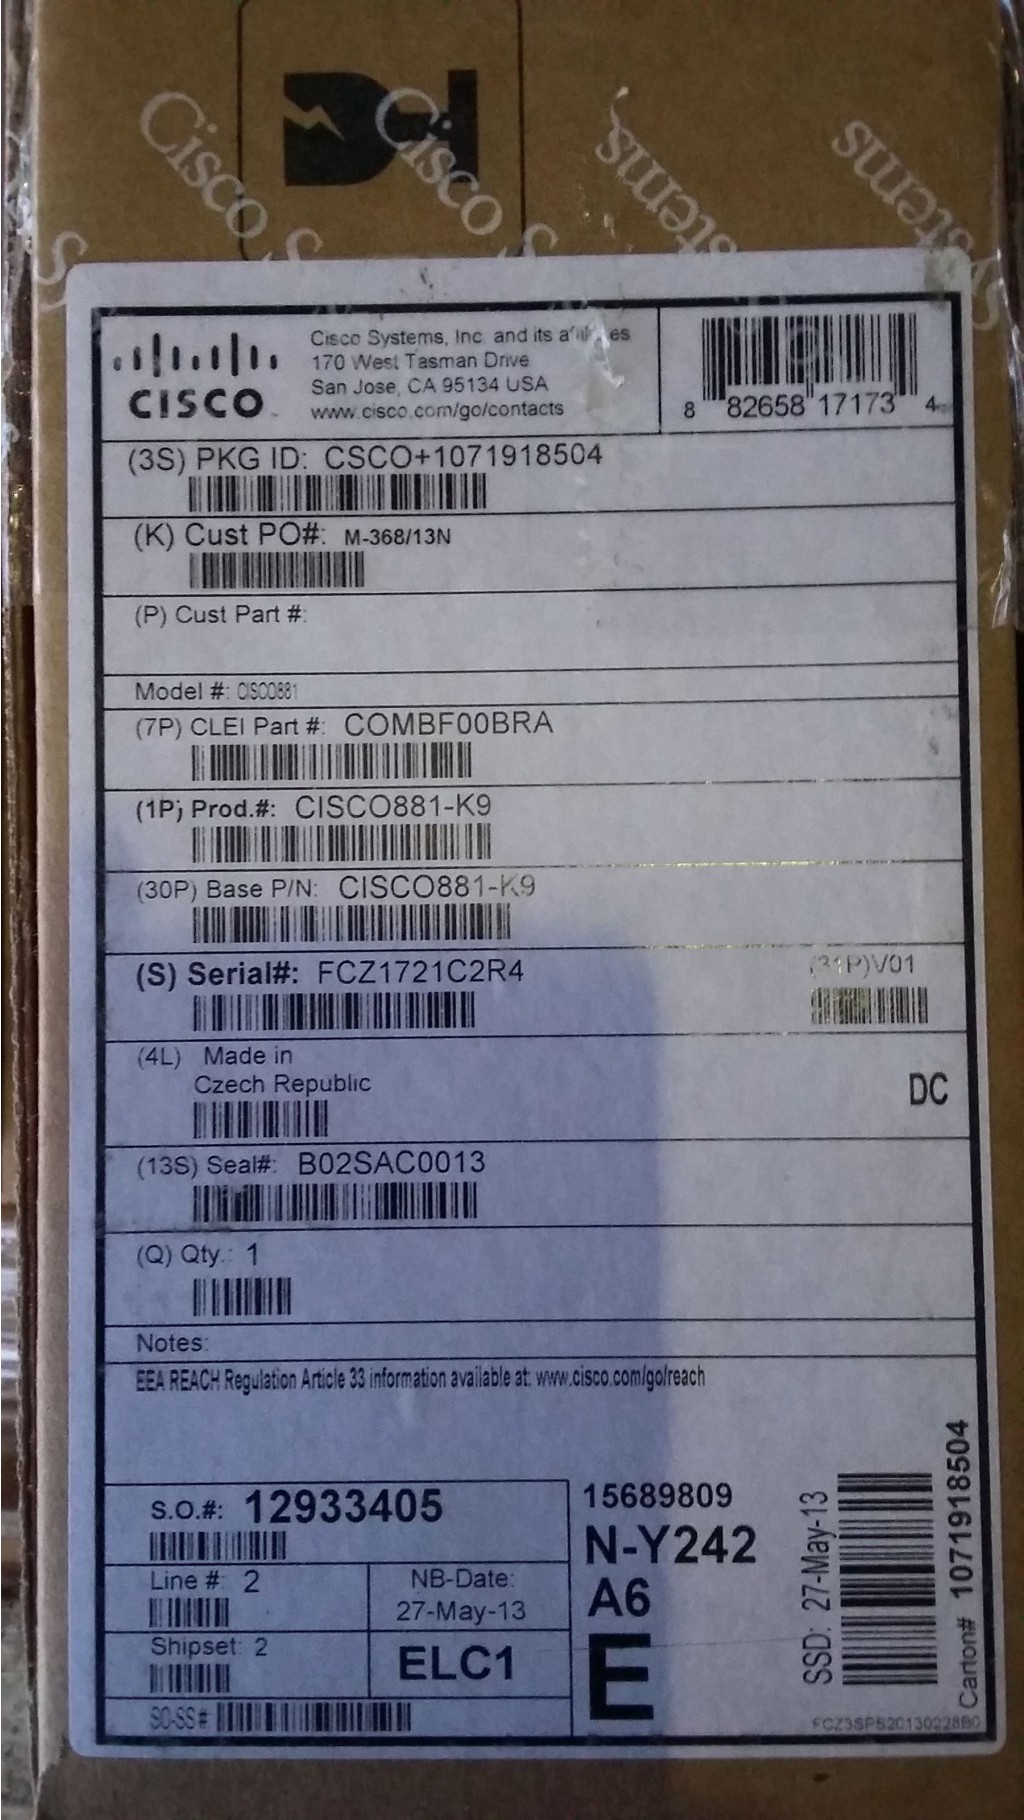 Cisco Systems
Cisco Systems
CISCO
Cisco Systems, Inc. and its affiliates
170 West Tasman Drive
San Jose, CA 95134 USA
www.cisco.com/go/contacts
8 82658 17173 4
(3S) PKG ID: CSCO+1071918504
(K) Cust PO#: M-368/13N
(P) Cust Part #:
Model #: CISCO881
(7P) CLEI Part #: COMBF00BRA
(1P) Prod.#: CISCO881-K9
(30P) Base P/N: CISCO881-K9
(S) Serial#: FCZ1721C2R4
(31P)V01
(4L) Made in
Czech Republic
DC
(13S) Seal#: B02SAC0013
(Q) Qty.: 1
Notes:
EEA REACH Regulation Article 33 information available at: www.cisco.com/go/reach
S.O.#: 12933405
Line #: 2
NB-Date:
27-May-13
Shipset: 2
ELC1
SO-SS#:
15689809
N-Y242
A6
E
SSD: 27-May-13
Carton# 1071918504